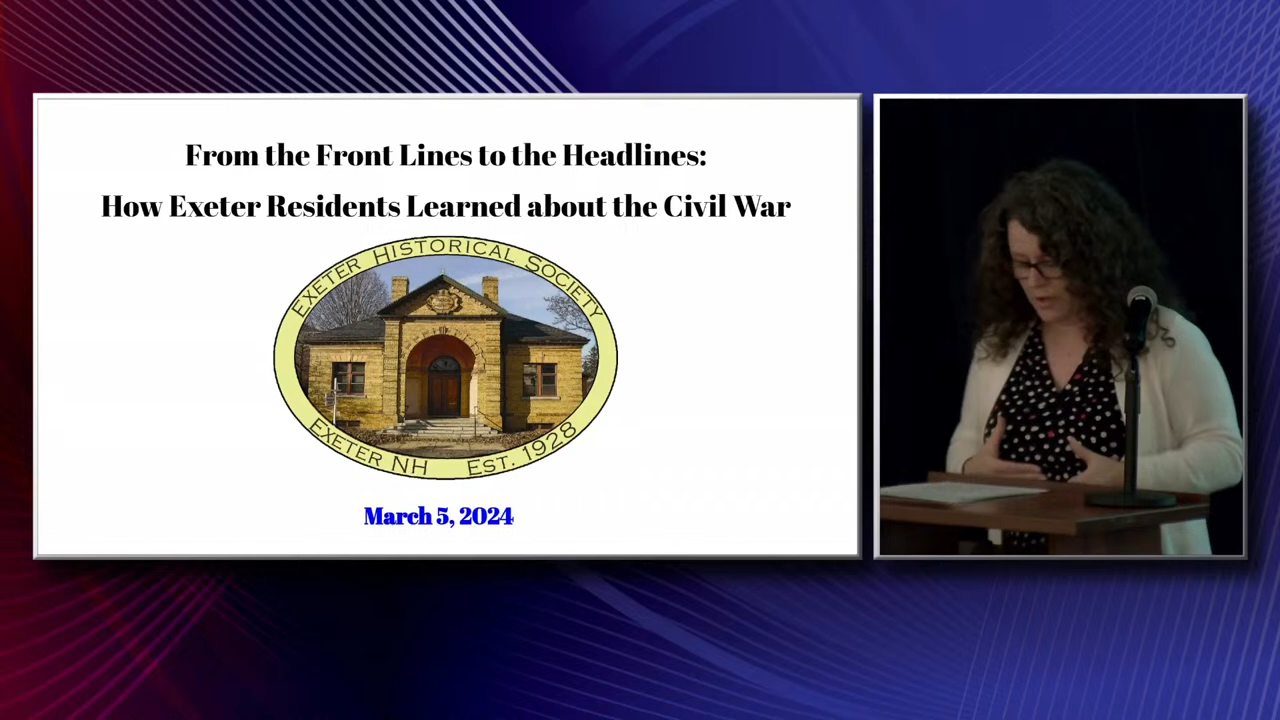 From the Front Lines to the Headlines:
How Exeter Residents Learned about the Civil War
EXETER HISTORICAL SOCIETY
EXETER NH EST. 1928
March 5, 2024